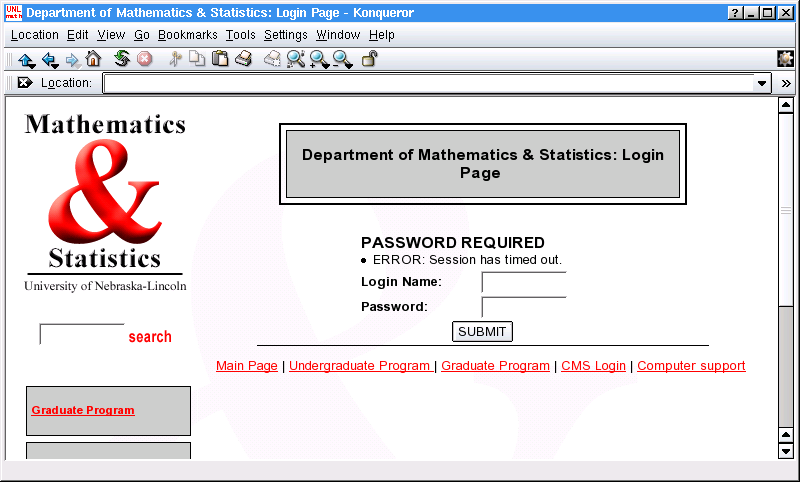 UNL
math
Department of Mathematics & Statistics: Login Page - Konqueror
Location Edit View Go Bookmarks Tools Settings Window Help
Location:
Mathematics
&
Statistics
University of Nebraska-Lincoln
search
Graduate Program
Department of Mathematics & Statistics: Login
Page
PASSWORD REQUIRED
• ERROR: Session has timed out.
Login Name:
Password:
SUBMIT
Main Page | Undergraduate Program | Graduate Program | CMS Login | Computer support